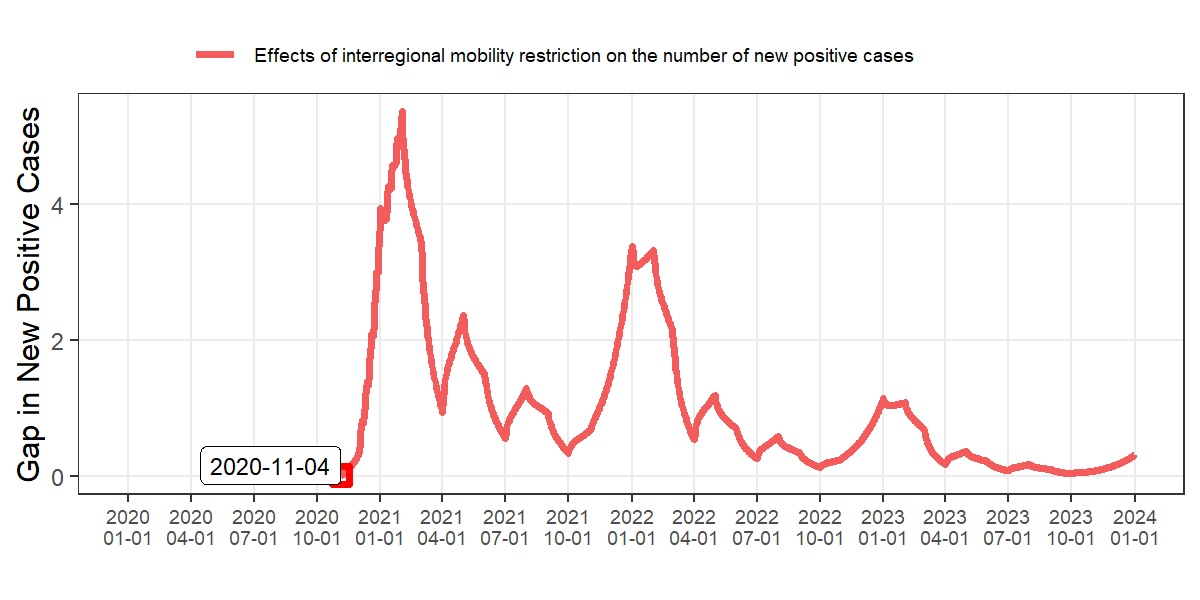 Effects of interregional mobility restriction on the number of new positive cases
Gap in New Positive Cases
4
2
0
2020-11-04
2020 2020 2020 2020 2021 2021 2021 2021 2022 2022 2022 2022 2023 2023 2023 2023 2024
01-01 04-01 07-01 10-01 01-01 04-01 07-01 10-01 01-01 04-01 07-01 10-01 01-01 04-01 07-01 10-01 01-01